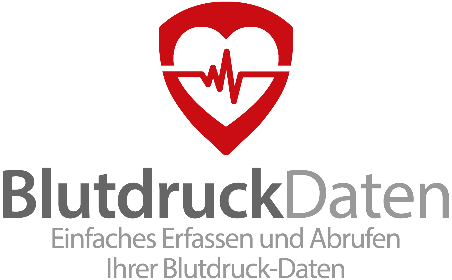 BlutdruckDaten
Einfaches Erfassen und Abrufen
Ihrer Blutdruck-Daten